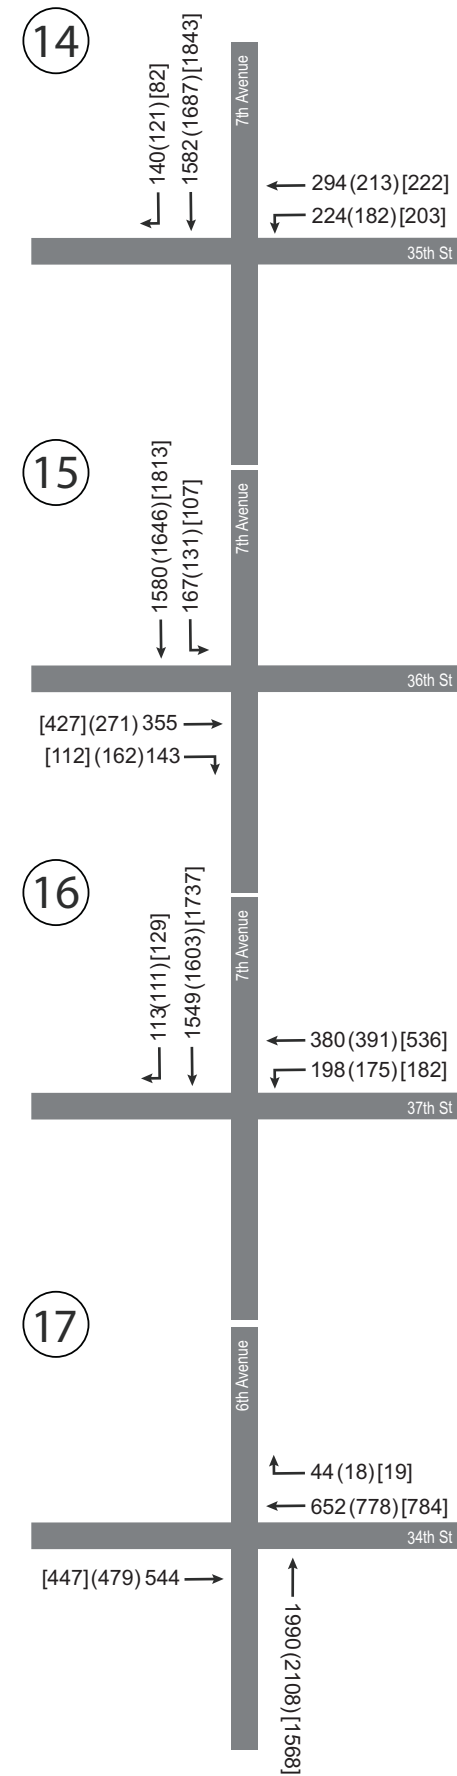 14
140(121)[82]
1582(1687)[1843]
7th Avenue
294(213)[222]
224(182)[203]
35th St
15
1580(1646)[1813]
167(131)[107]
7th Avenue
36th St
[427](271)355
[112](162)143
16
113(111)[129]
1549(1603)[1737]
7th Avenue
380(391)[536]
198(175)[182]
37th St
17
6th Avenue
44(18)[19]
652(778)[784]
34th St
[447](479)544
1990(2108)[1568]